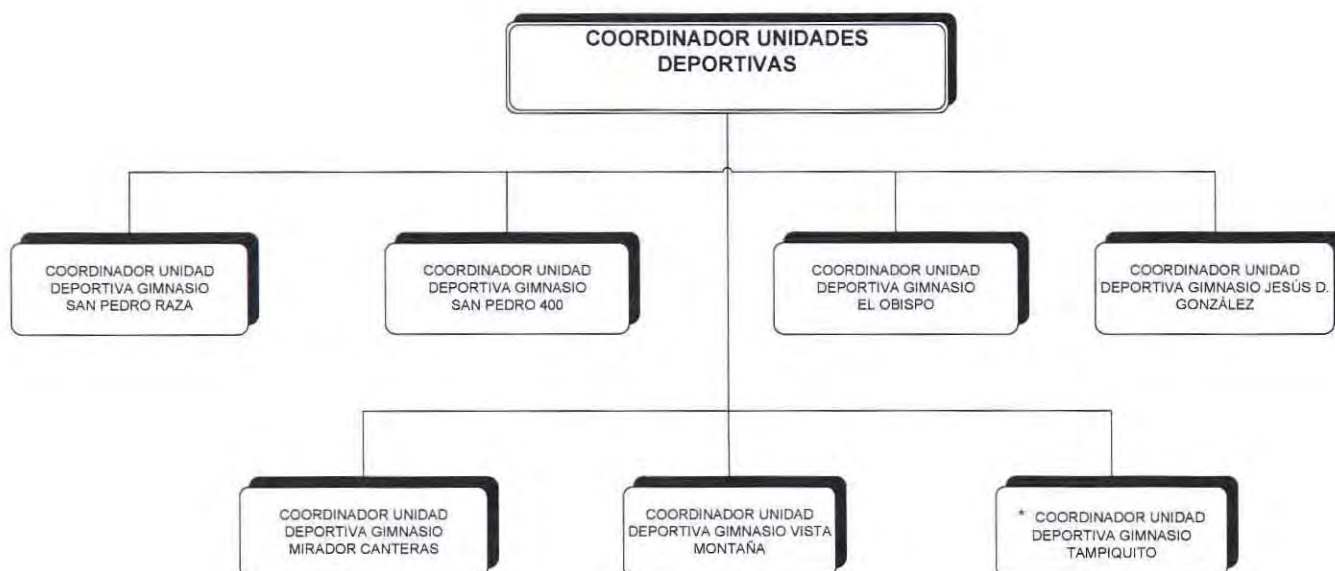 COORDINADOR UNIDADES
DEPORTIVAS
COORDINADOR UNIDAD
DEPORTIVA GIMNASIO
SAN PEDRO RAZA
COORDINADOR UNIDAD
DEPORTIVA GIMNASIO
SAN PEDRO 400
COORDINADOR UNIDAD
DEPORTIVA GIMNASIO
EL OBISPO
COORDINADOR UNIDAD
DEPORTIVA GIMNASIO JESÚS D.
GONZÁLEZ
COORDINADOR UNIDAD
DEPORTIVA GIMNASIO
MIRADOR CANTERAS
COORDINADOR UNIDAD
DEPORTIVA GIMNASIO VISTA
MONTAÑA
* COORDINADOR UNIDAD
DEPORTIVA GIMNASIO
TAMPIQUITO